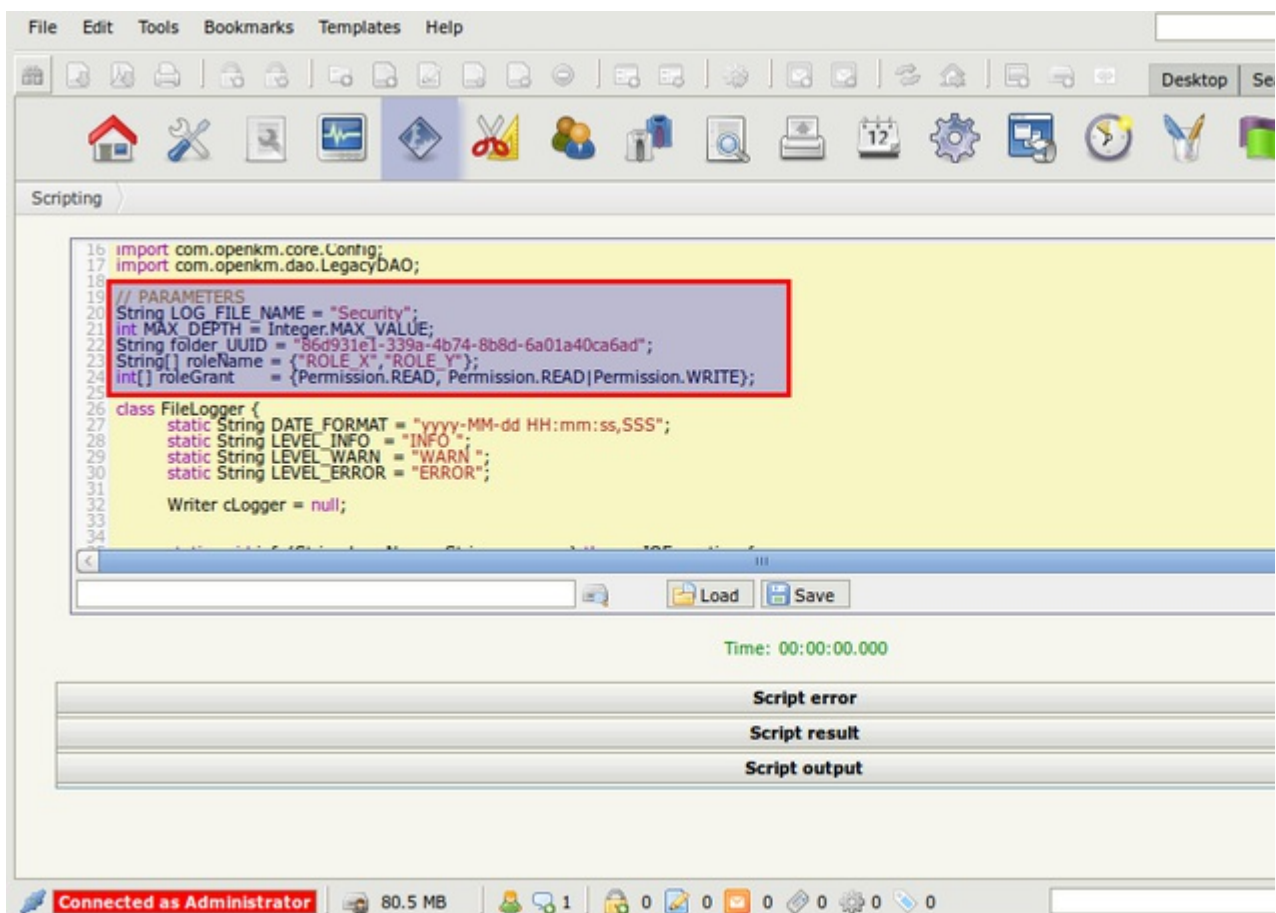 File Edit Tools Bookmarks Templates Help
Desktop Sea
12
Scripting
16 import com.openkm.core.Config;
17 import com.openkm.dao.LegacyDAO;
18
19 // PARAMETERS
20 String LOG_FILE_NAME = "Security";
21 int MAX_DEPTH = Integer.MAX_VALUE;
22 String folder_UUID = "86d931e1-339a-4b74-8b8d-6a01a40ca6ad";
23 String[] roleName = {"ROLE_X","ROLE_Y"};
24 int[] roleGrant = {Permission.READ, Permission.READ|Permission.WRITE};
25
26 class FileLogger {
27 static String DATE_FORMAT = "yyyy-MM-dd HH:mm:ss,SSS";
28 static String LEVEL_INFO = "INFO ";
29 static String LEVEL_WARN = "WARN ";
30 static String LEVEL_ERROR = "ERROR";
31
32 Writer cLogger = null;
33
34
Load Save
Time: 00:00:00.000
Script error
Script result
Script output
Connected as Administrator 80.5 MB 1 0 0 0 0 0 0